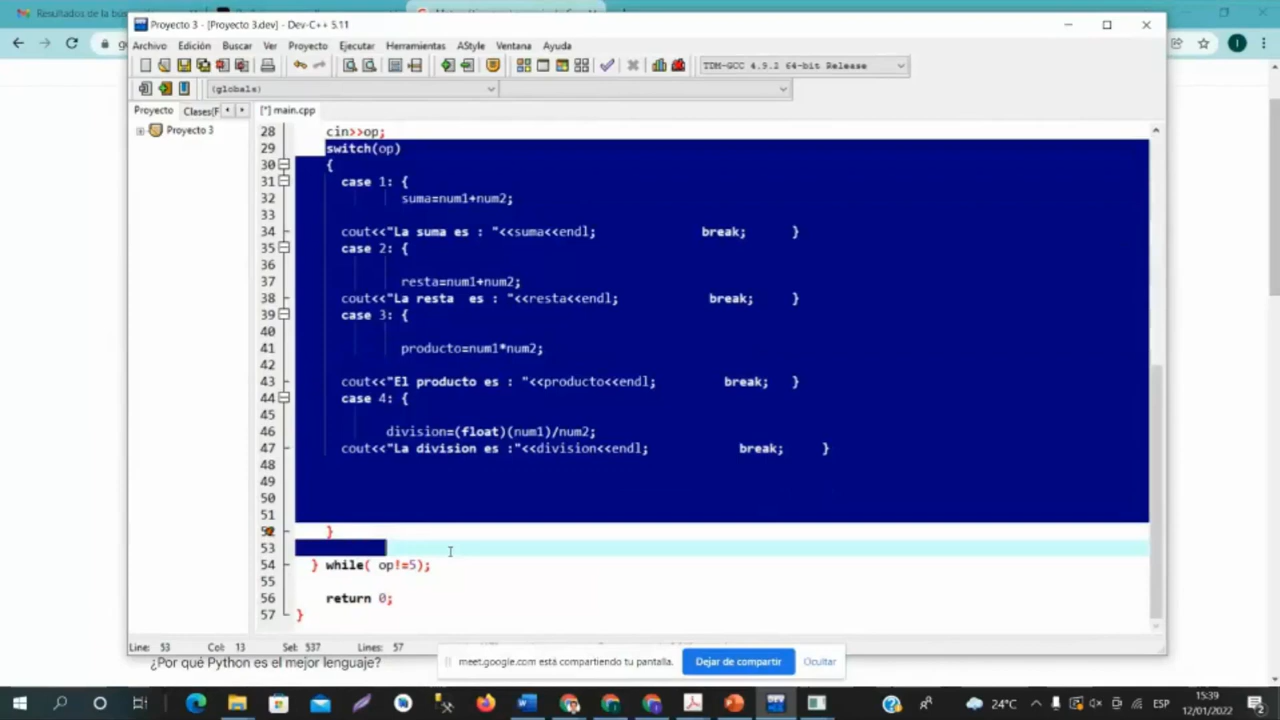 Resultados de la búsq
Proyecto 3 - [Proyecto 3.dev] - Dev-C++ 5.11
Archivo Edición Buscar Ver Proyecto Ejecutar Herramientas AStyle Ventana Ayuda
TDM-GCC 4.9.2 64-bit Release
(globals)
Proyecto Clases(F
[*] main.cpp
Proyecto 3
28 cin>>op;
29 switch(op)
30 {
31 case 1: {
32 suma=num1+num2;
33
34 cout<<"La suma es : "<<suma<<endl; break; }
35 case 2: {
36
37 resta=num1+num2;
38 cout<<"La resta  es : "<<resta<<endl; break; }
39 case 3: {
40
41 producto=num1*num2;
42
43 cout<<"El producto es : "<<producto<<endl; break; }
44 case 4: {
45
46 division=(float)(num1)/num2;
47 cout<<"La division es :"<<division<<endl; break; }
48
49
50
51
52 }
53
54 } while( op!=5);
55
56 return 0;
57 }
Line: 53 Col: 13 Sel: 537 Lines: 57
¿Por qué Python es el mejor lenguaje?
meet.google.com está compartiendo tu pantalla. Dejar de compartir Ocultar
24°C ESP 15:39
12/01/2022